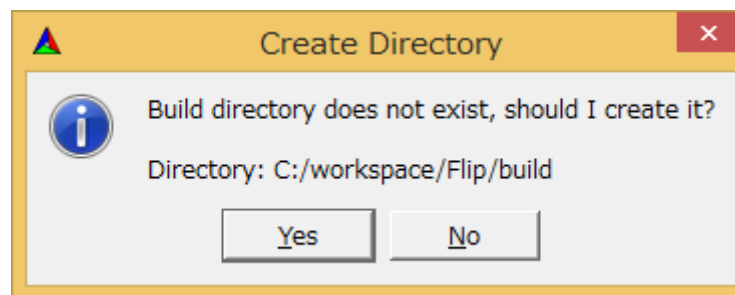 Create Directory
Build directory does not exist, should I create it?
Directory: C:/workspace/Flip/build
Yes No